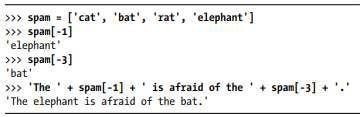 >>> spam = ['cat', 'bat', 'rat', 'elephant']
>>> spam[-1]
'elephant'
>>> spam[-3]
'bat'
>>> 'The ' + spam[-1] + ' is afraid of the ' + spam[-3] + '.'
'The elephant is afraid of the bat.'